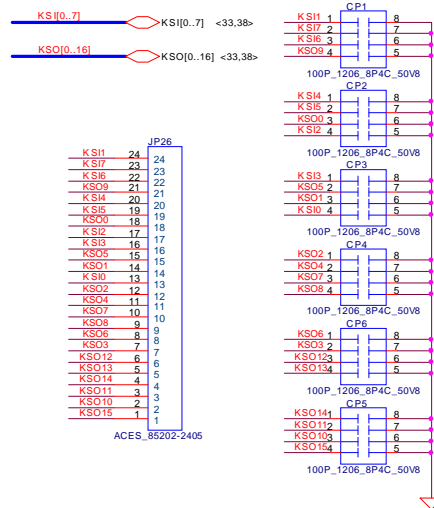 KSI[0..7]
KSI[0..7] <33,38>
KSO[0..16]
KSO[0..16] <33,38>
JP26
KSI1 24 24
KSI7 23 23
KSI6 22 22
KSO9 21 21
KSI4 20 20
KSI5 19 19
KSO0 18 18
KSI2 17 17
KSI3 16 16
KSO5 15 15
KSO1 14 14
KSI0 13 13
KSO2 12 12
KSO4 11 11
KSO7 10 10
KSO8 9 9
KSO6 8 8
KSO3 7 7
KSO12 6 6
KSO13 5 5
KSO14 4 4
KSO11 3 3
KSO10 2 2
KSO15 1 1
ACES_85202-2405
CP1
KSI1 1 8
KSI7 2 7
KSI6 3 6
KSO9 4 5
100P_1206_8P4C_50V8
CP2
KSI4 1 8
KSI5 2 7
KSO0 3 6
KSI2 4 5
100P_1206_8P4C_50V8
CP3
KSI3 1 8
KSO5 2 7
KSO1 3 6
KSI0 4 5
100P_1206_8P4C_50V8
CP4
KSO2 1 8
KSO4 2 7
KSO7 3 6
KSO8 4 5
100P_1206_8P4C_50V8
CP6
KSO6 1 8
KSO3 2 7
KSO12 3 6
KSO13 4 5
100P_1206_8P4C_50V8
CP5
KSO14 1 8
KSO11 2 7
KSO10 3 6
KSO15 4 5
100P_1206_8P4C_50V8